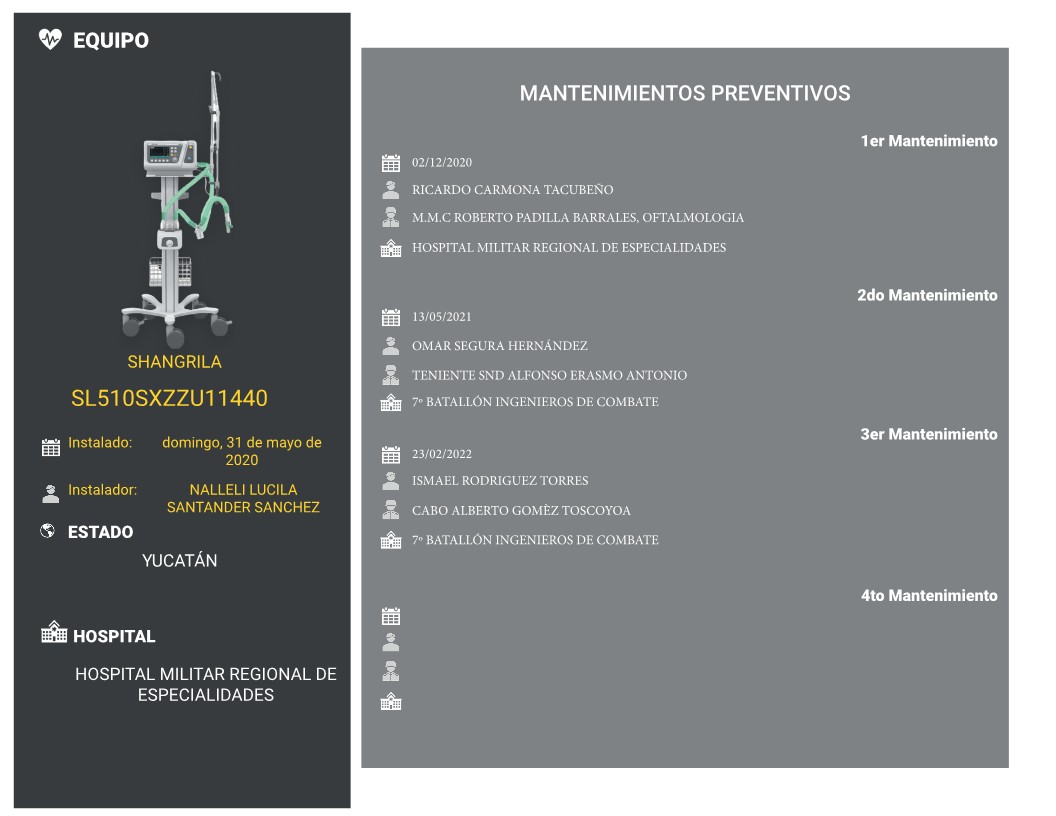 EQUIPO
SHANGRILA
SL510SXZZU11440
Instalado: domingo, 31 de mayo de
2020
Instalador: NALLELI LUCILA
SANTANDER SANCHEZ
ESTADO
YUCATÁN
HOSPITAL
HOSPITAL MILITAR REGIONAL DE
ESPECIALIDADES
MANTENIMIENTOS PREVENTIVOS
1er Mantenimiento
02/12/2020
RICARDO CARMONA TACUBEÑO
M.M.C ROBERTO PADILLA BARRALES, OFTALMOLOGIA
HOSPITAL MILITAR REGIONAL DE ESPECIALIDADES
2do Mantenimiento
13/05/2021
OMAR SEGURA HERNÁNDEZ
TENIENTE SND ALFONSO ERASMO ANTONIO
7º BATALLÓN INGENIEROS DE COMBATE
3er Mantenimiento
23/02/2022
ISMAEL RODRIGUEZ TORRES
CABO ALBERTO GOMÈZ TOSCOYOA
7º BATALLÓN INGENIEROS DE COMBATE
4to Mantenimiento